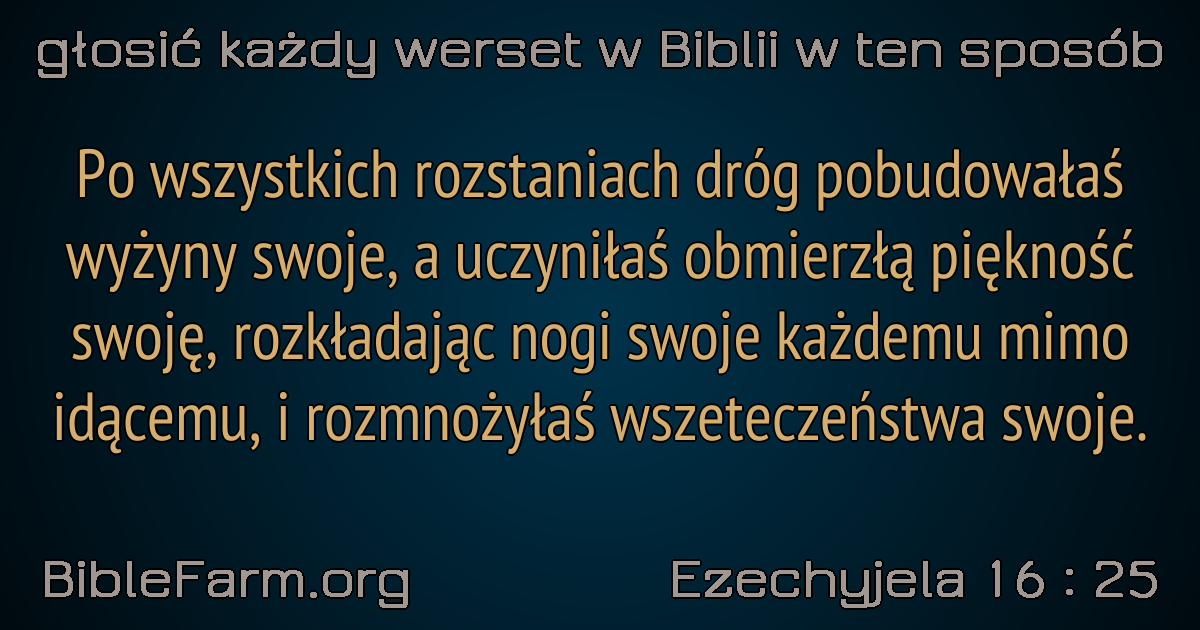 głosić każdy werset w Biblii w ten sposób
Po wszystkich rozstaniach dróg pobudowałaś
wyżyny swoje, a uczyniłaś obmierzłą piękność
swoję, rozkładając nogi swoje każdemu mimo
idącemu, i rozmnożyłaś wszeteczeństwa swoje.
BibleFarm.org
Ezechyjela 16 : 25